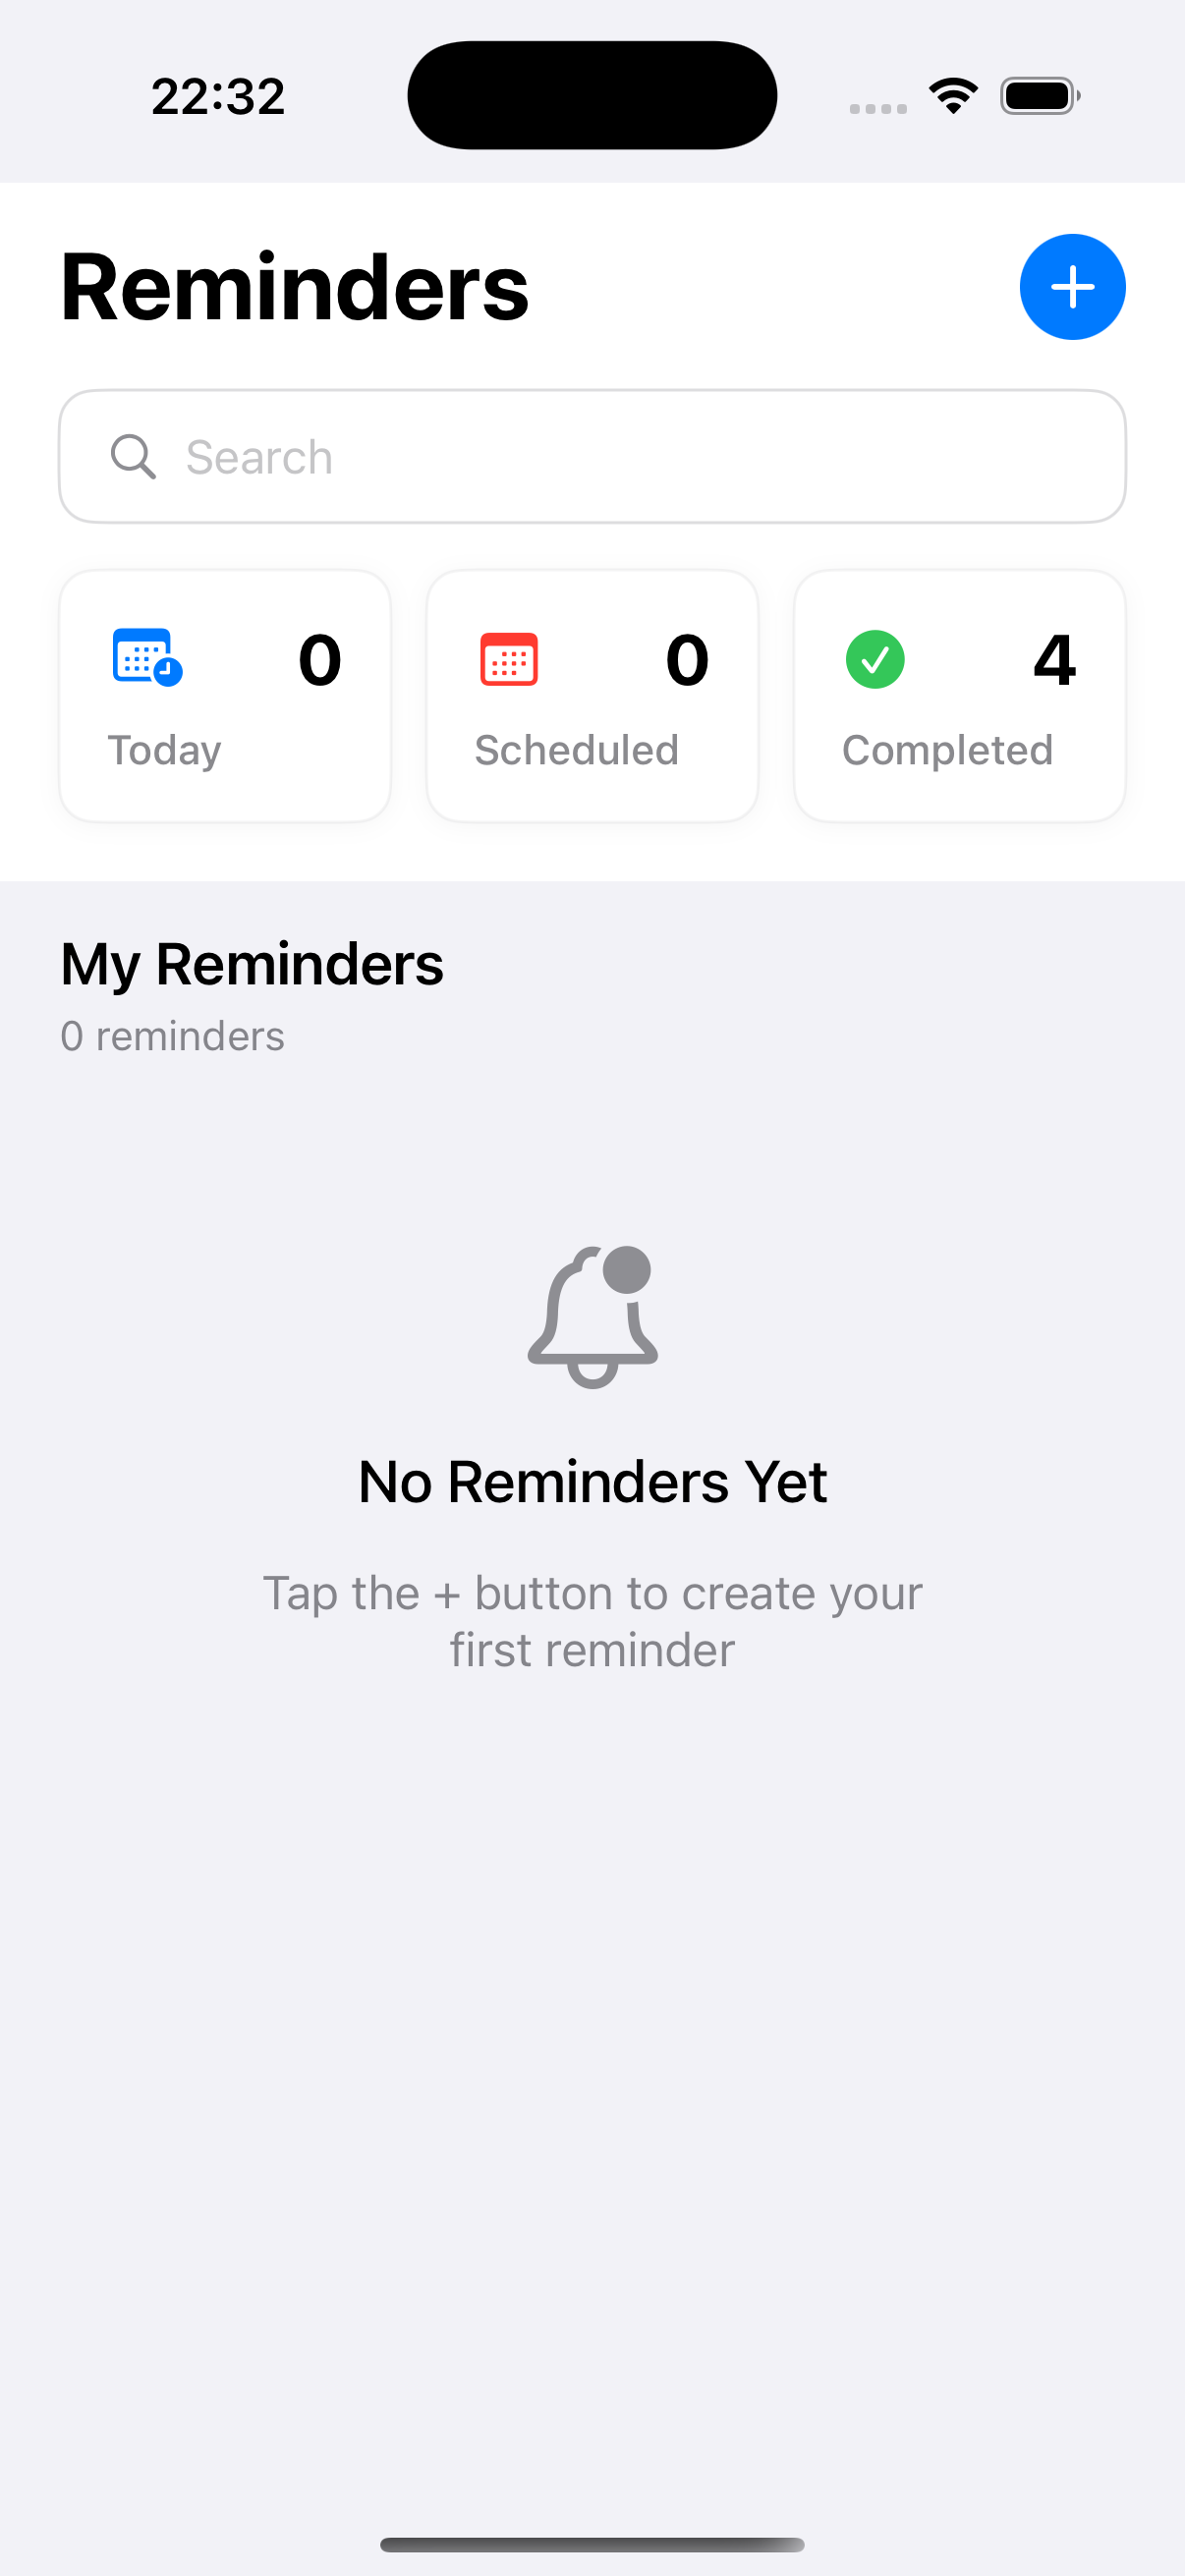 22:32
Reminders
Search
0
0
4
Today
Scheduled
Completed
My Reminders
0 reminders
No Reminders Yet
Tap the + button to create your
first reminder